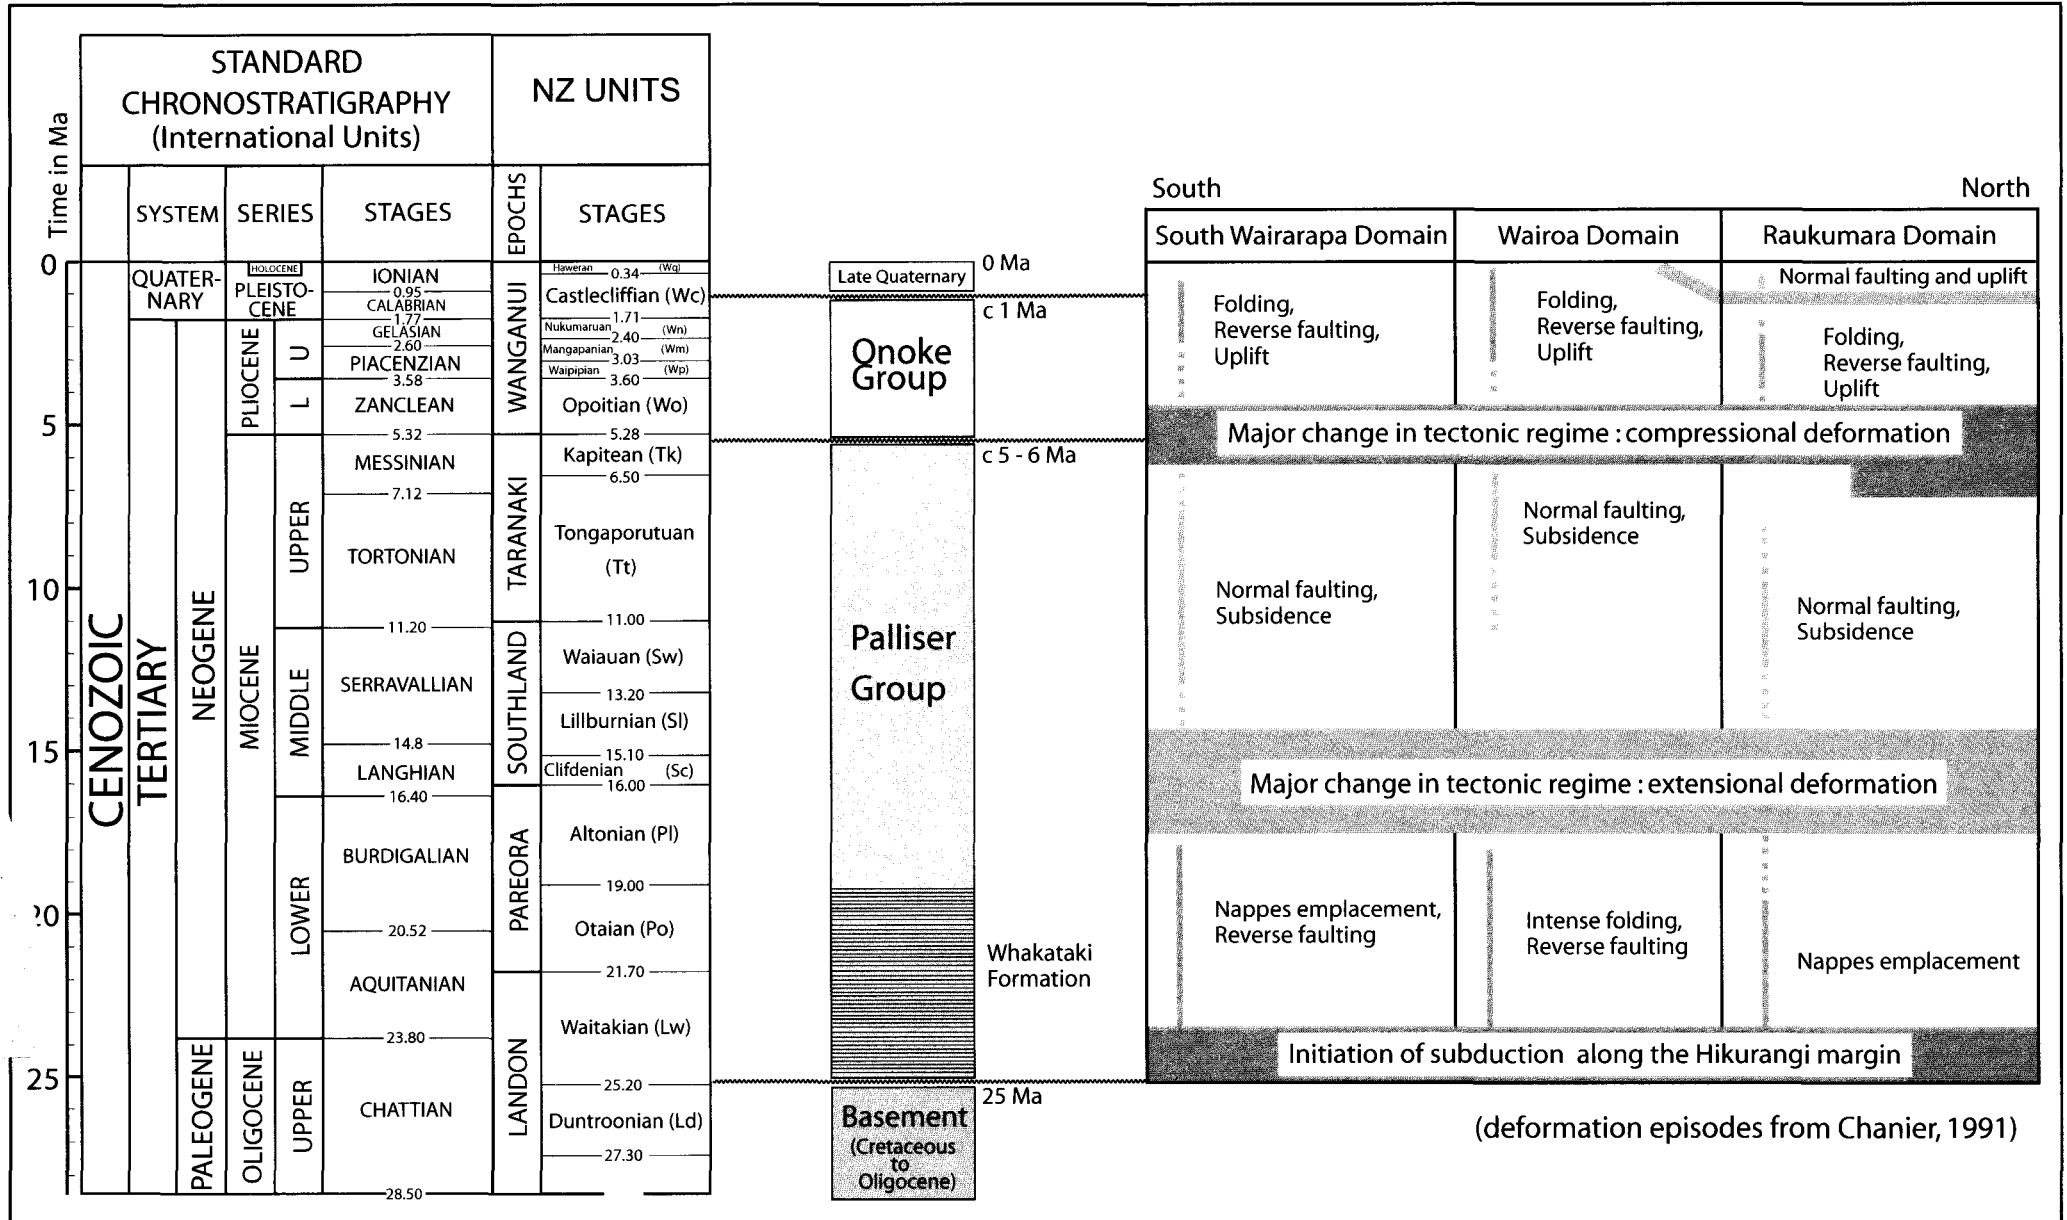 STANDARD
CHRONOSTRATIGRAPHY
(International Units)
NZ UNITS
Time in Ma
SYSTEM
SERIES
STAGES
EPOCHS
STAGES
0
5
10
15
20
25
CENOZOIC
QUATER-
NARY
TERTIARY
NEOGENE
PALEOGENE
HOLOCENE
PLEISTO-
CENE
PLIOCENE
U
L
MIOCENE
UPPER
MIDDLE
LOWER
OLIGOCENE
UPPER
IONIAN
0.95
CALABRIAN
1.77
GELASIAN
2.60
PIACENZIAN
3.58
ZANCLEAN
5.32
MESSINIAN
7.12
TORTONIAN
11.20
SERRAVALLIAN
14.8
LANGHIAN
16.40
BURDIGALIAN
20.52
AQUITANIAN
23.80
CHATTIAN
28.50
WANGANUI
TARANAKI
SOUTHLAND
PAREORA
LANDON
Haweran (Wq)
0.34
Castlecliffian (Wc)
1.71
Nukumaruan (Wn)
2.40
Mangapanian (Wm)
3.03
Waipipian (Wp)
3.60
Opoitian (Wo)
5.28
Kapitean (Tk)
6.50
Tongaporutuan
(Tt)
11.00
Waiauan (Sw)
13.20
Lillburnian (Sl)
15.10
Clifdenian (Sc)
16.00
Altonian (Pl)
19.00
Otaian (Po)
21.70
Waitakian (Lw)
25.20
Duntroonian (Ld)
27.30
Late Quaternary
0 Ma
c 1 Ma
Onoke
Group
c 5 - 6 Ma
Palliser
Group
Whakataki
Formation
25 Ma
Basement
(Cretaceous
to
Oligocene)
South
North
South Wairarapa Domain
Wairoa Domain
Raukumara Domain
Normal faulting and uplift
Folding,
Reverse faulting,
Uplift
Folding,
Reverse faulting,
Uplift
Folding,
Reverse faulting,
Uplift
Major change in tectonic regime : compressional deformation
Normal faulting,
Subsidence
Normal faulting,
Subsidence
Normal faulting,
Subsidence
Major change in tectonic regime : extensional deformation
Nappes emplacement,
Reverse faulting
Intense folding,
Reverse faulting
Nappes emplacement
Initiation of subduction along the Hikurangi margin
(deformation episodes from Chanier, 1991)